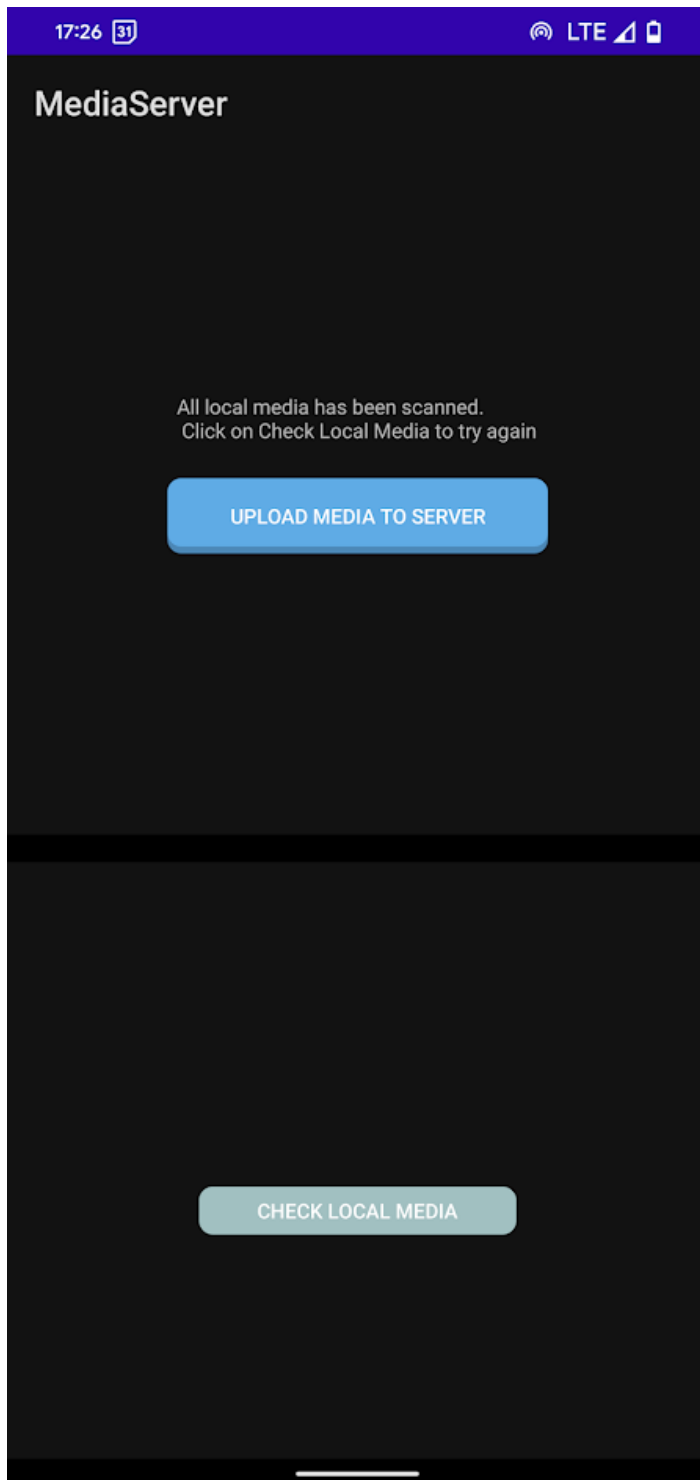 17:26 31 LTE
MediaServer
All local media has been scanned.
Click on Check Local Media to try again
UPLOAD MEDIA TO SERVER
CHECK LOCAL MEDIA